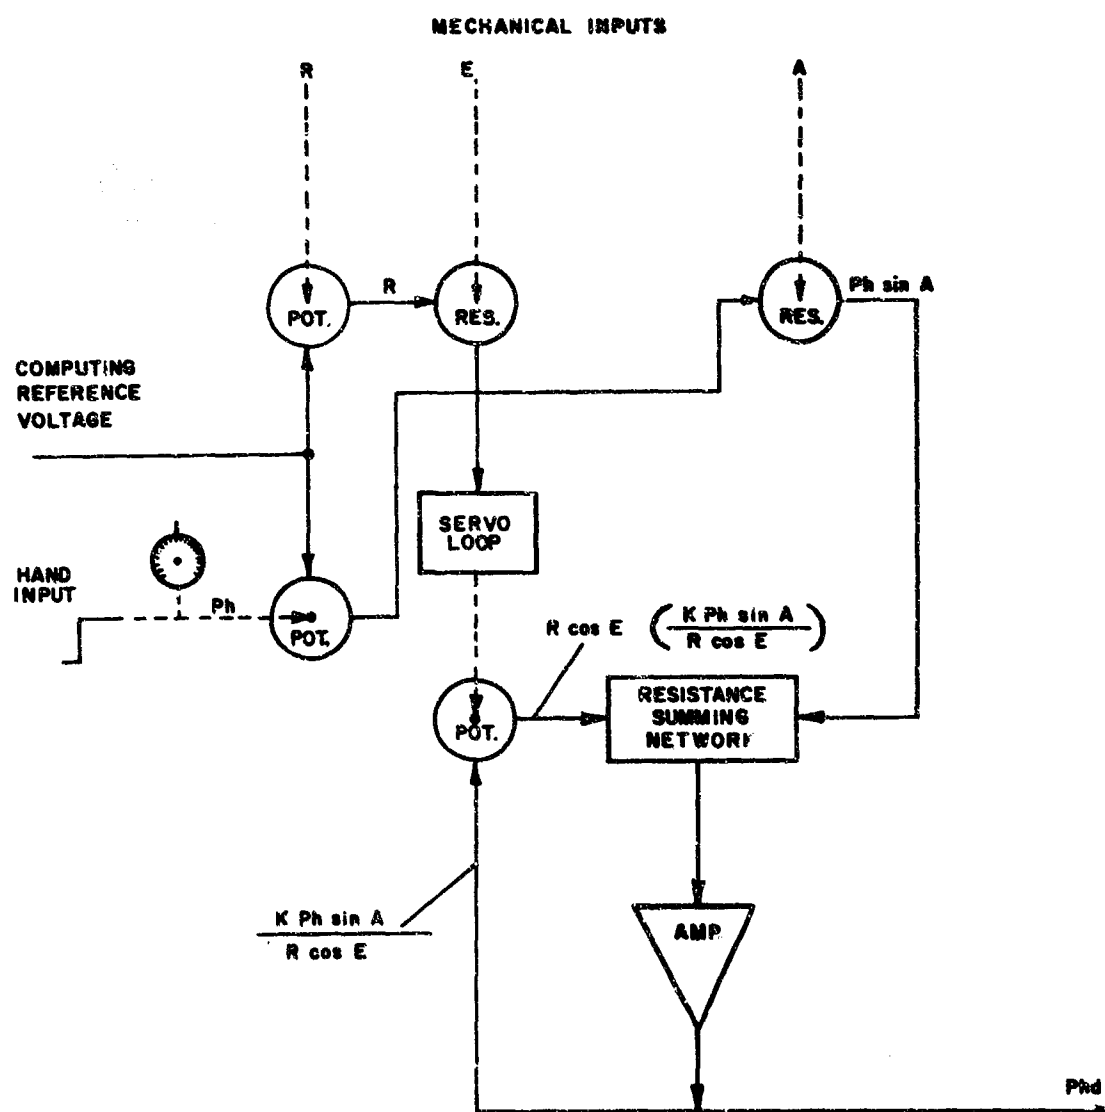 MECHANICAL INPUTS
R
E
A
R
Ph sin A
POT.
RES.
RES.
COMPUTING
REFERENCE
VOLTAGE
SERVO
LOOP
HAND
INPUT
Ph
POT.
R cos E (K Ph sin A
R cos E)
RESISTANCE
SUMMING
NETWORK
POT.
K Ph sin A
R cos E
AMP.
Phd